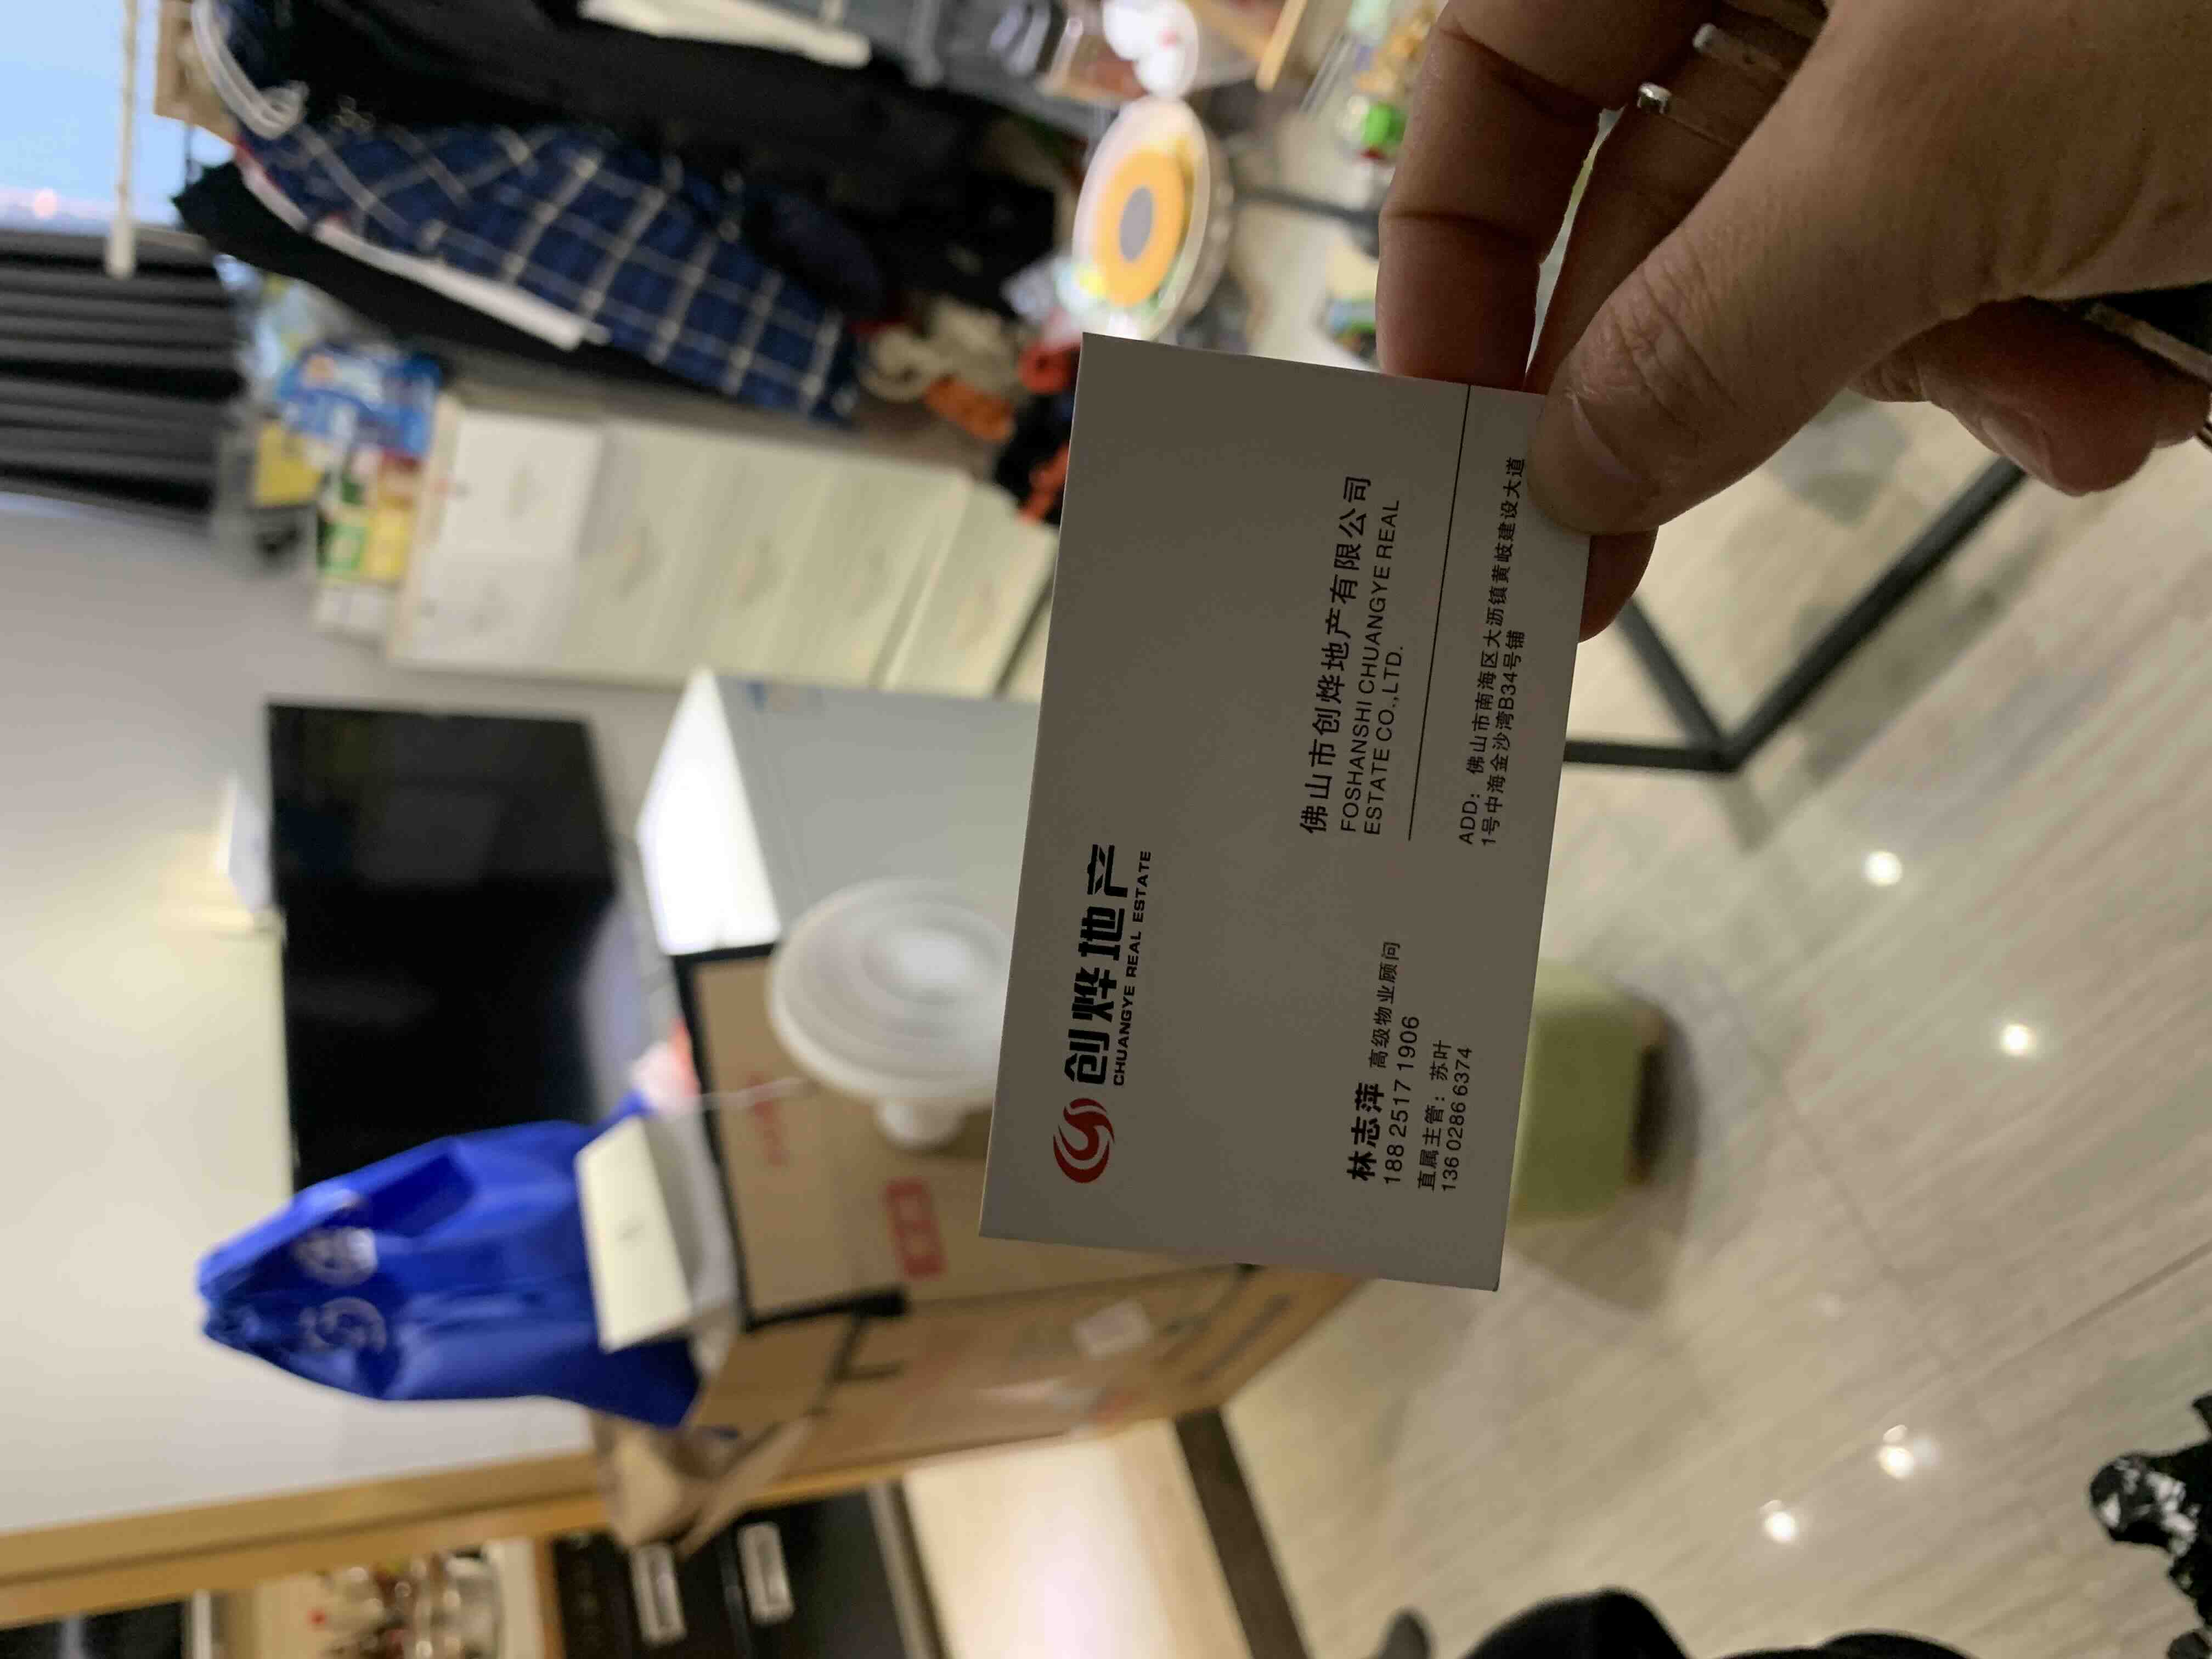 创烨地产
CHUANGYE REAL ESTATE
林志萍 高级物业顾问
188 2517 1906
直属主管：苏叶
136 0286 6374
佛山市创烨地产有限公司
FOSHANSHI CHUANGYE REAL
ESTATE CO.,LTD.
ADD：佛山市南海区大沥镇黄岐建设大道
1号中海金沙湾B34号铺